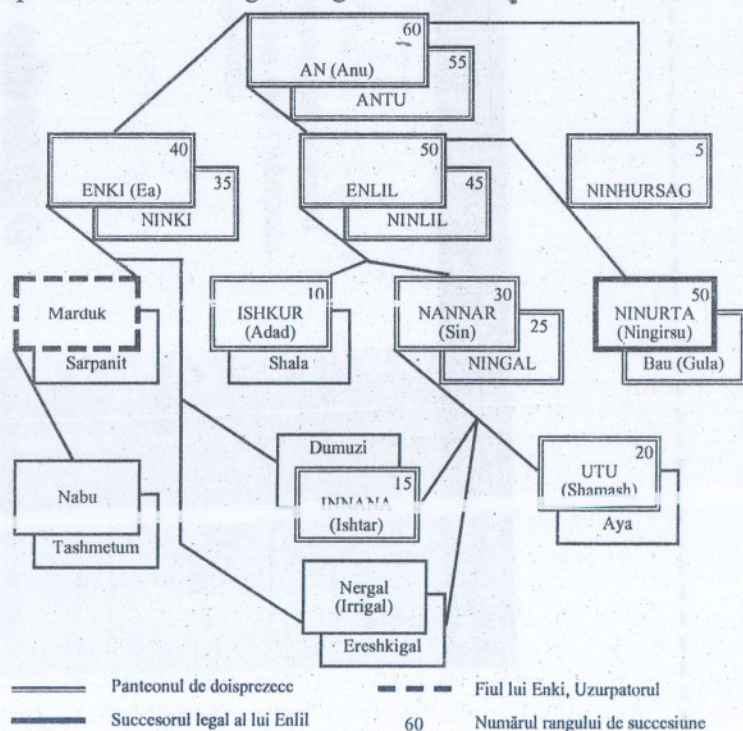 60
AN (Anu)
55
ANTU
40
ENKI (Ea)
35
NINKI
50
ENLIL
45
NINLIL
5
NINHURSAG
Marduk
Sarpanit
10
ISHKUR
(Adad)
Shala
30
NANNAR
(Sin)
25
NINGAL
50
NINURTA
(Ningirsu)
Bau (Gula)
Dumuzi
15
INNANA
(Ishtar)
20
UTU
(Shamash)
Aya
Nabu
Tashmetum
Nergal
(Irrigal)
Ereshkigal
Panteonul de doisprezece
Fiul lui Enki, Uzurpatorul
Succesorul legal al lui Enlil
60 Numărul rangului de succesiune